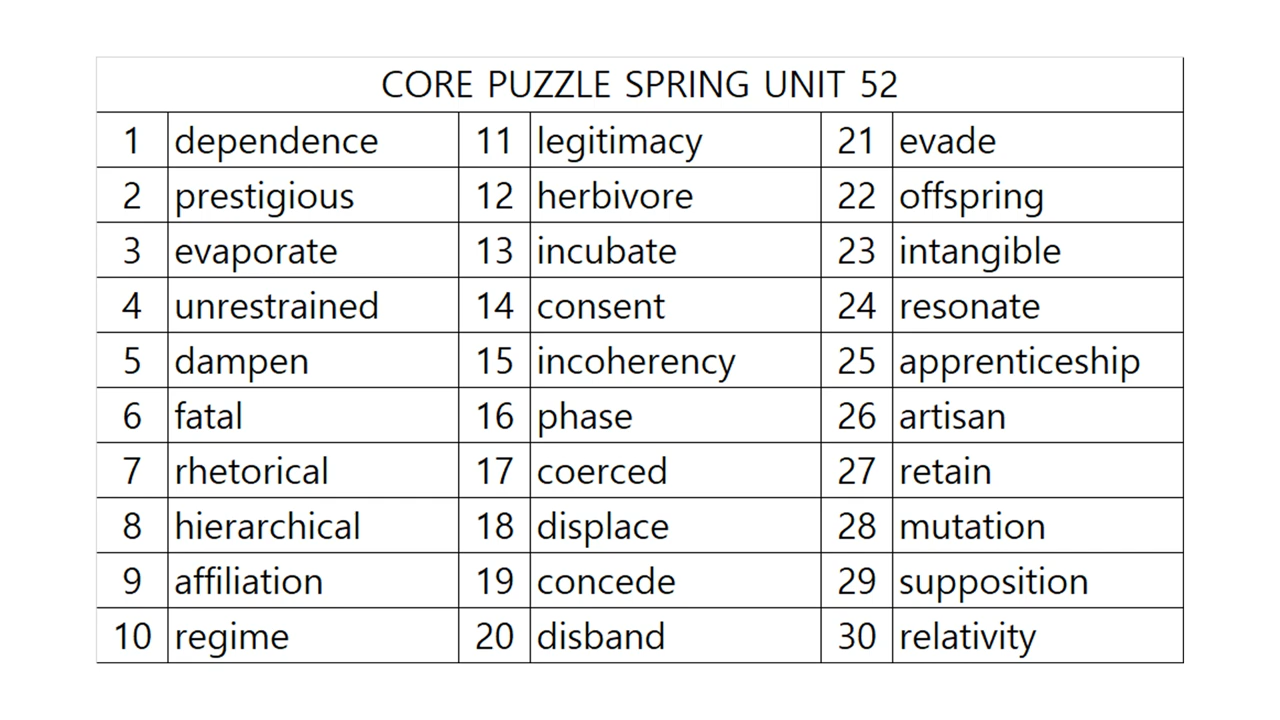 CORE PUZZLE SPRING UNIT 52
1 dependence 11 legitimacy 21 evade
2 prestigious 12 herbivore 22 offspring
3 evaporate 13 incubate 23 intangible
4 unrestrained 14 consent 24 resonate
5 dampen 15 incoherency 25 apprenticeship
6 fatal 16 phase 26 artisan
7 rhetorical 17 coerced 27 retain
8 hierarchical 18 displace 28 mutation
9 affiliation 19 concede 29 supposition
10 regime 20 disband 30 relativity